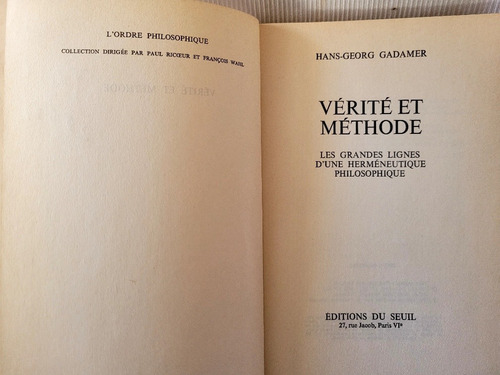 L'ORDRE PHILOSOPHIQUE
COLLECTION DIRIGÉE PAR PAUL RICŒUR ET FRANÇOIS WAHL
HANS-GEORG GADAMER
VÉRITÉ ET
MÉTHODE
LES GRANDES LIGNES
D'UNE HERMÉNEUTIQUE
PHILOSOPHIQUE
EDITIONS DU SEUIL
27, rue Jacob, Paris VIe